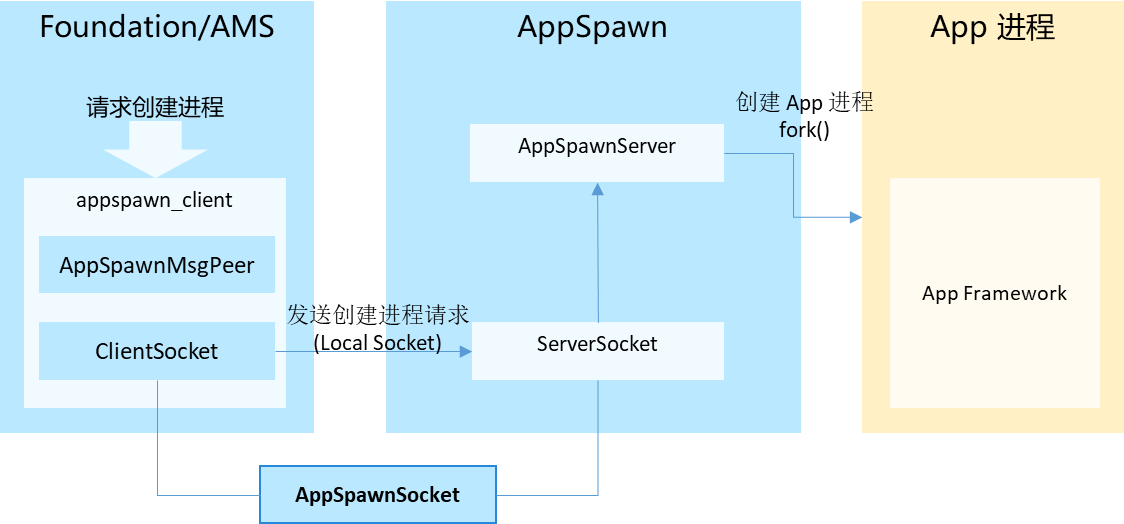 Foundation/AMS
请求创建进程
appspawn_client
AppSpawnMsgPeer
ClientSocket
发送创建进程请求
(Local Socket)
AppSpawn
AppSpawnServer
ServerSocket
AppSpawnSocket
创建 App 进程
fork()
App 进程
App Framework